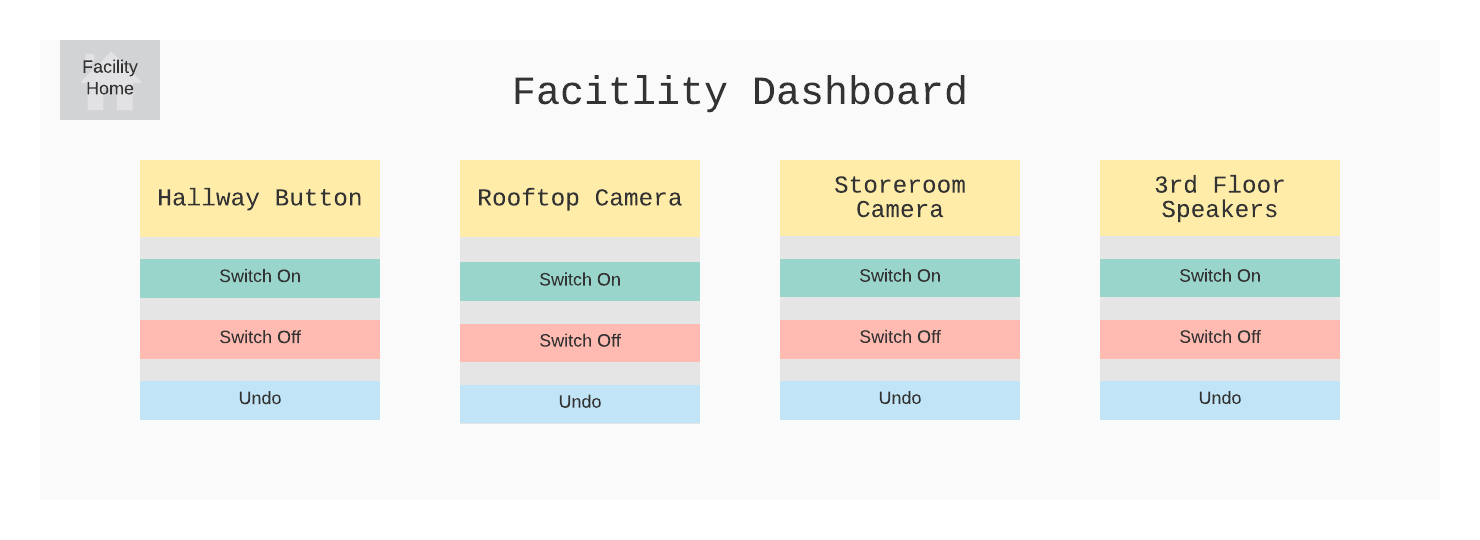 Facility
Home
Facitlity Dashboard
Hallway Button
Switch On
Switch Off
Undo
Rooftop Camera
Switch On
Switch Off
Undo
Storeroom
Camera
Switch On
Switch Off
Undo
3rd Floor
Speakers
Switch On
Switch Off
Undo